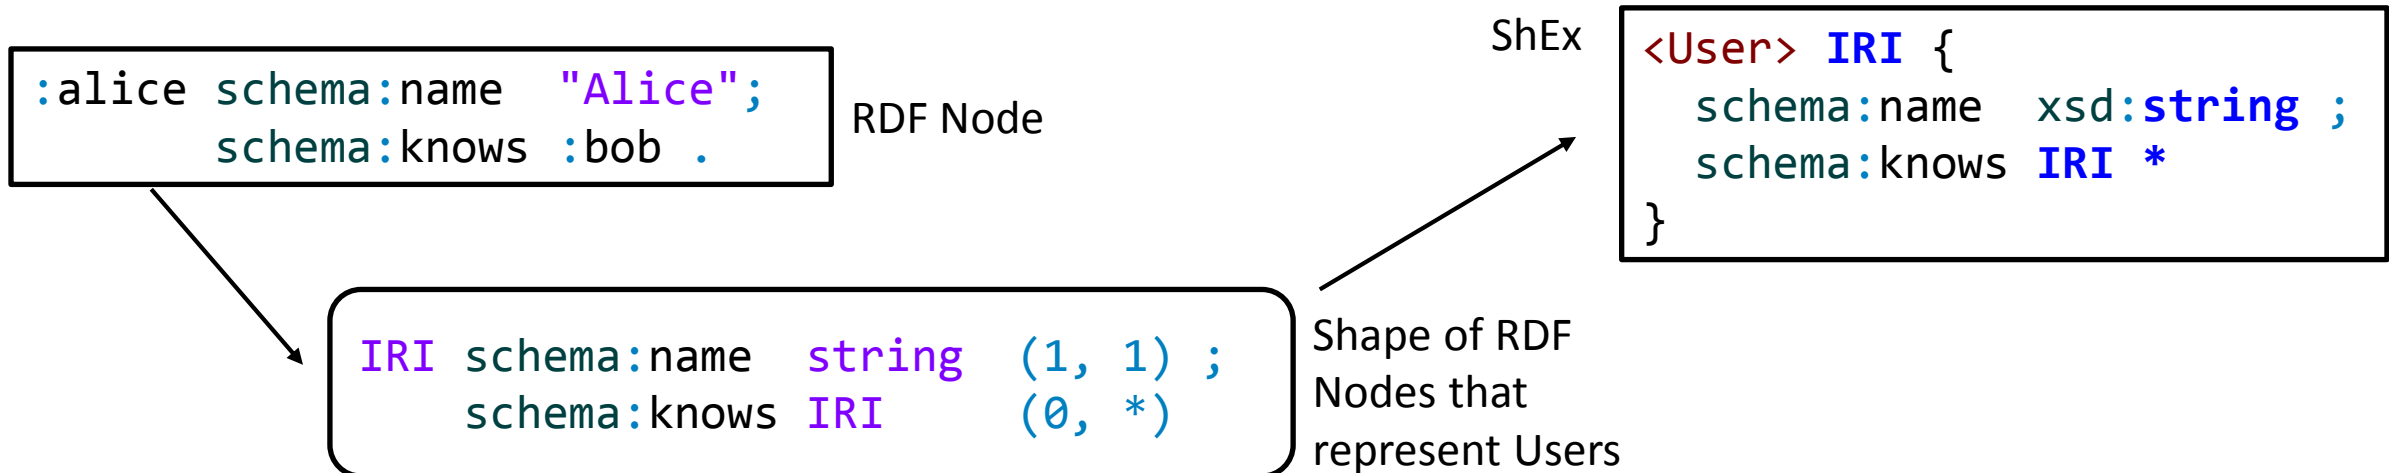 :alice schema:name "Alice";
schema:knows :bob .
RDF Node
ShEx
<User> IRI {
schema:name xsd:string ;
schema:knows IRI *
}
IRI schema:name string (1, 1) ;
schema:knows IRI (0, *)
Shape of RDF
Nodes that
represent Users